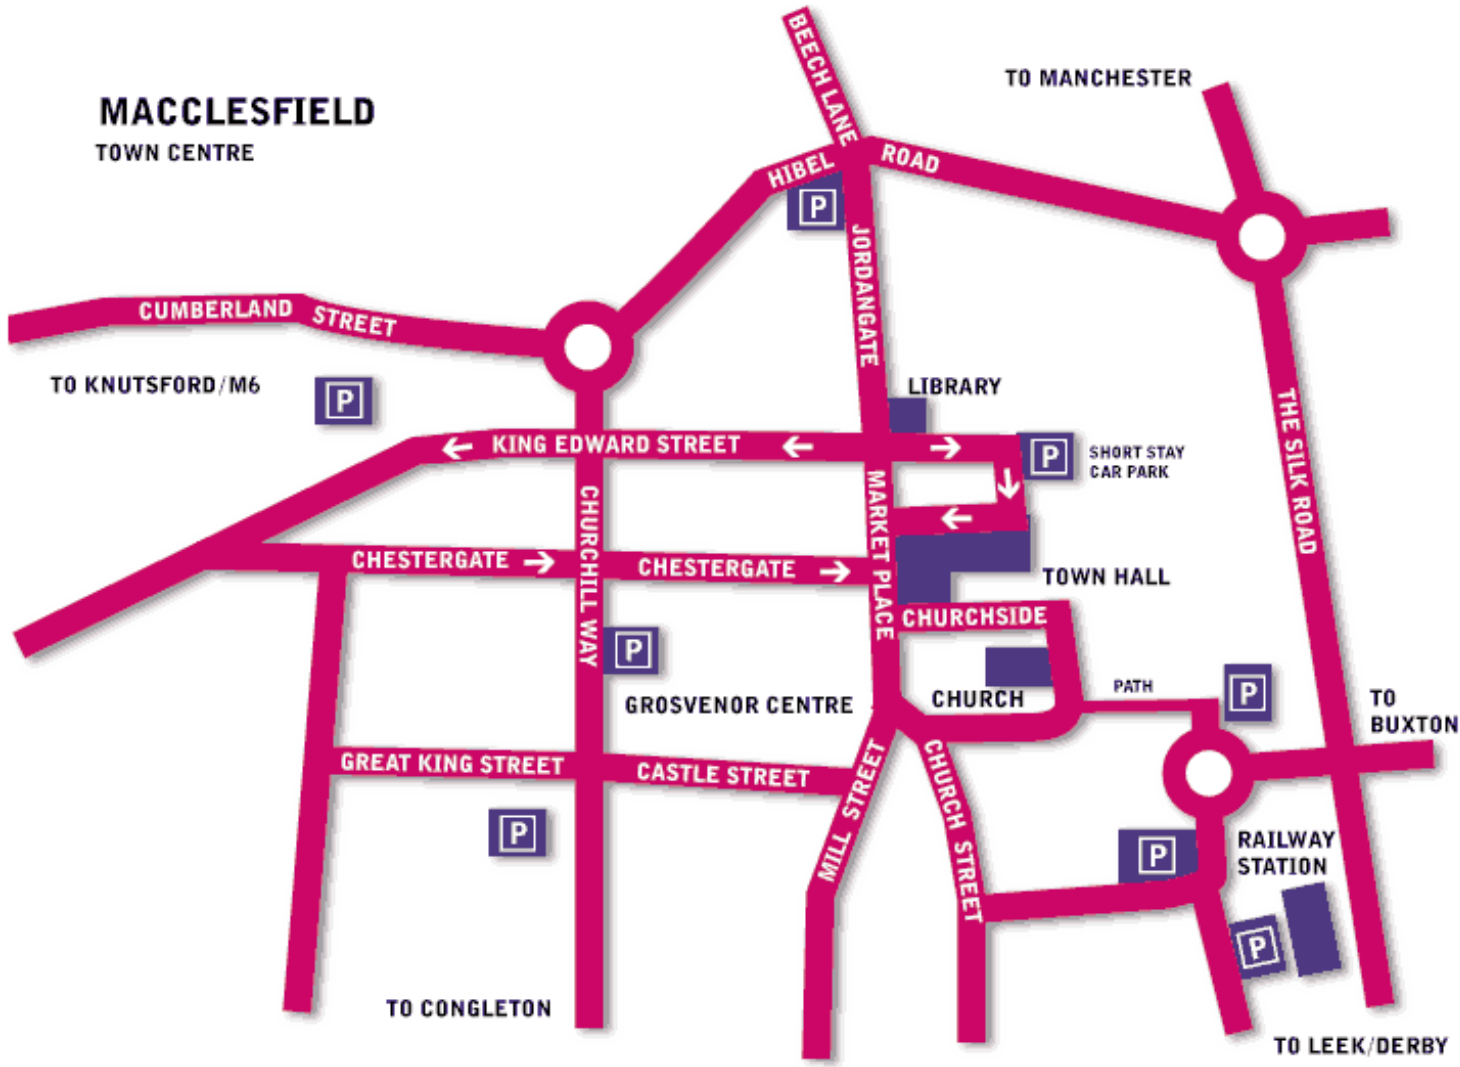 MACCLESFIELD
TOWN CENTRE
BEECH LANE
TO MANCHESTER
HIBEL
ROAD
P
JORDANGATE
CUMBERLAND STREET
TO KNUTSFORD/M6
P
LIBRARY
THE SILK ROAD
KING EDWARD STREET
P
SHORT STAY
CAR PARK
MARKET PLACE
CHURCHILL WAY
CHESTERGATE
CHESTERGATE
TOWN HALL
CHURCHSIDE
P
GROSVENOR CENTRE
CHURCH
PATH
P
TO
BUXTON
GREAT KING STREET
CASTLE STREET
MILL STREET
CHURCH STREET
P
P
RAILWAY
STATION
P
TO CONGLETON
TO LEEK/DERBY